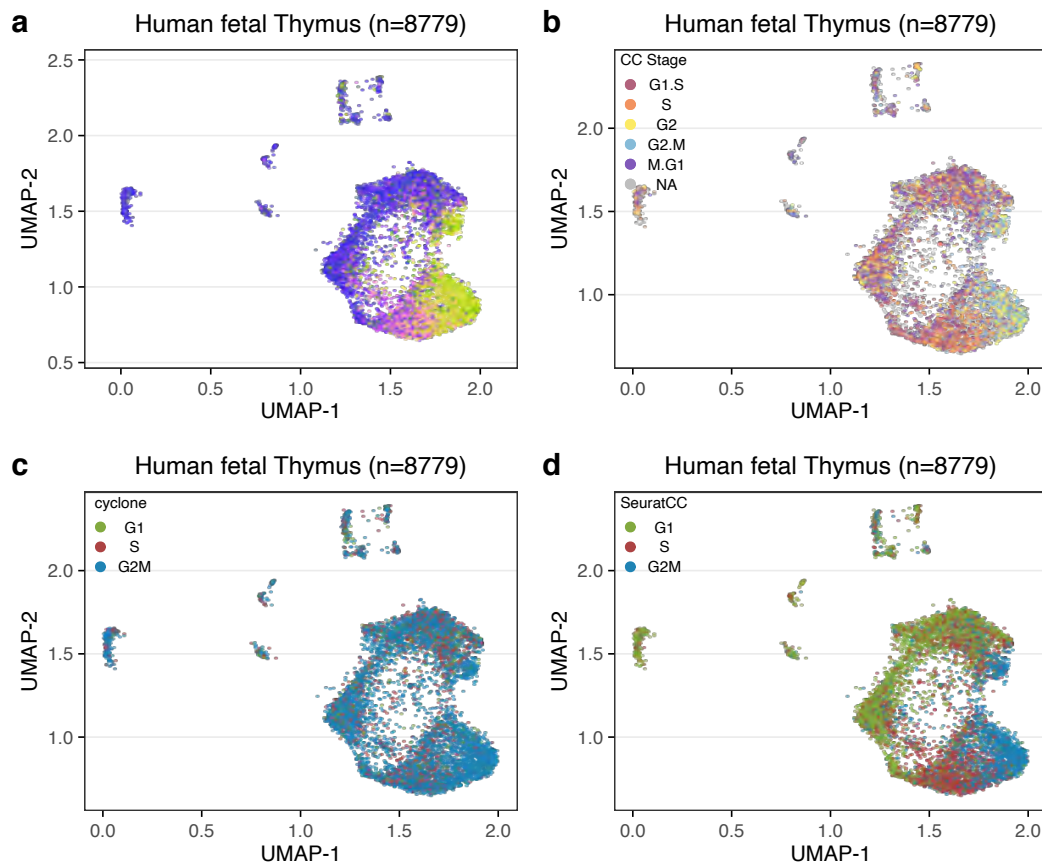 a
Human fetal Thymus (n=8779)
UMAP-2
2.5
2.0
1.5
1.0
0.5
0.0
0.5
1.0
1.5
2.0
UMAP-1
b
Human fetal Thymus (n=8779)
CC Stage
G1.S
S
G2
G2.M
M.G1
NA
UMAP-2
2.0
1.5
1.0
0.0
0.5
1.0
1.5
2.0
UMAP-1
c
Human fetal Thymus (n=8779)
cyclone
G1
S
G2M
UMAP-2
2.0
1.5
1.0
0.0
0.5
1.0
1.5
2.0
UMAP-1
d
Human fetal Thymus (n=8779)
SeuratCC
G1
S
G2M
UMAP-2
2.0
1.5
1.0
0.0
0.5
1.0
1.5
2.0
UMAP-1